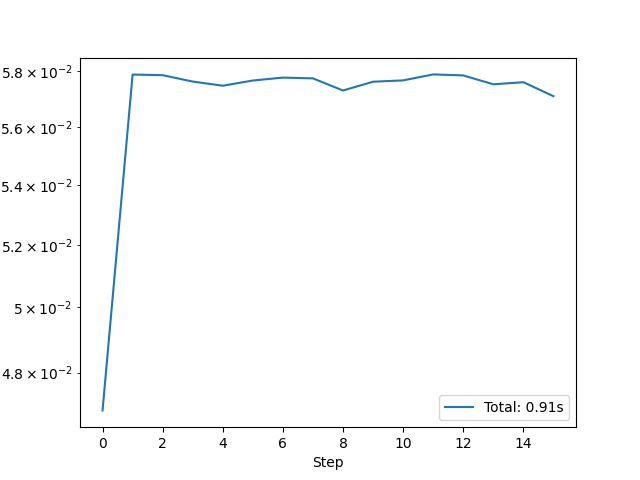 5.8 × 10⁻²
5.6 × 10⁻²
5.4 × 10⁻²
5.2 × 10⁻²
5 × 10⁻²
4.8 × 10⁻²
Total: 0.91s
0 2 4 6 8 10 12 14
Step